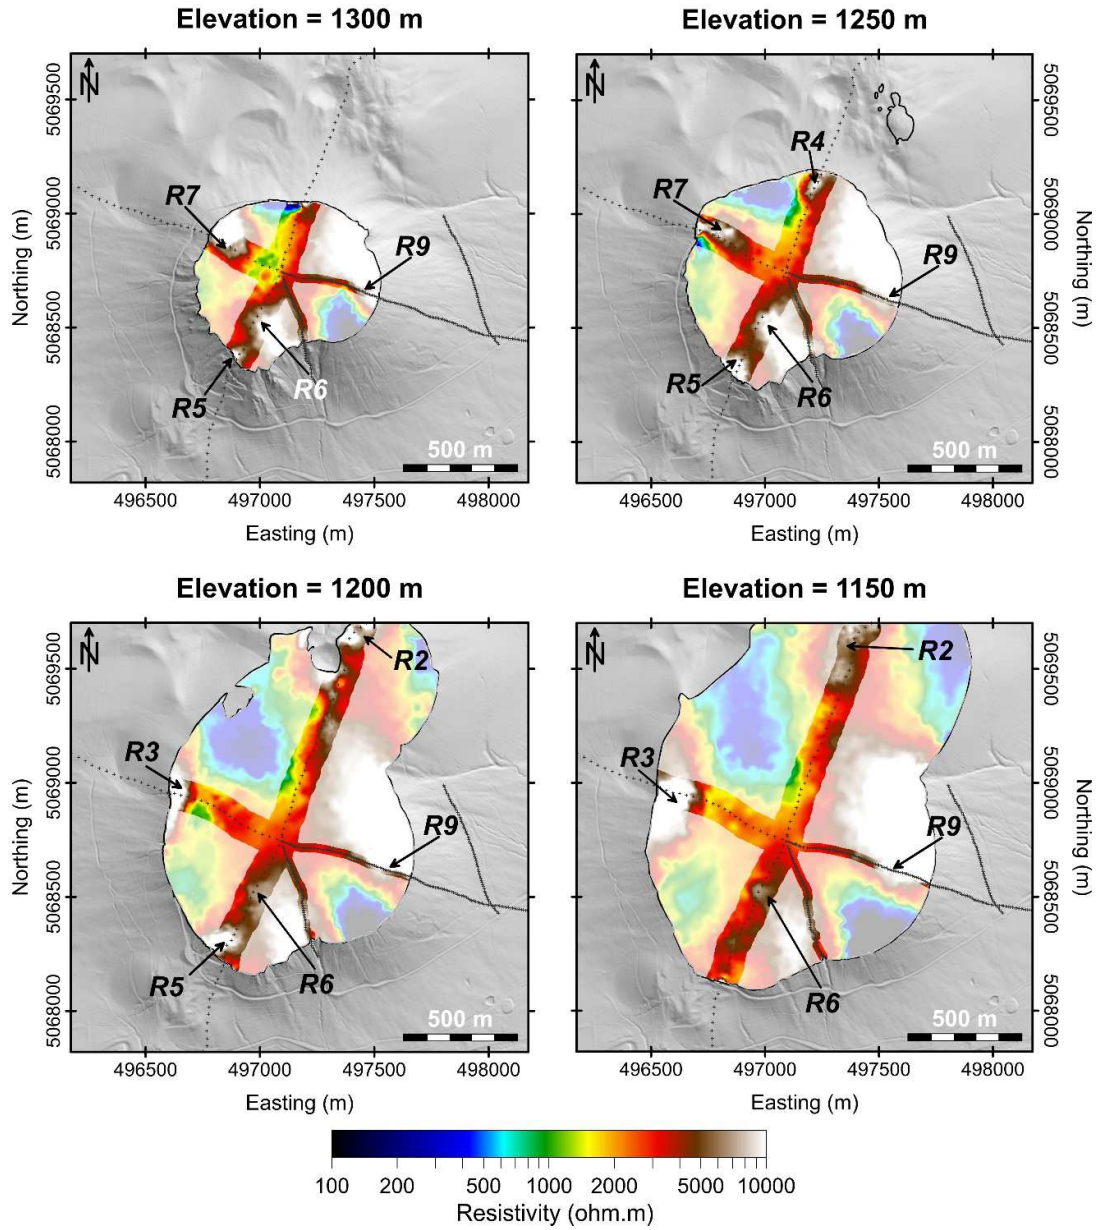 Elevation = 1300 m
Elevation = 1250 m
N
N
5069500
5069500
R4
R7
R7
5069000
5069000
R9
R9
Northing (m)
Northing (m)
5068500
5068500
R5
R6
R5
R6
5068000
5068000
500 m
500 m
496500 497000 497500 498000
496500 497000 497500 498000
Easting (m)
Easting (m)
Elevation = 1200 m
Elevation = 1150 m
N
N
R2
R2
5069500
5069500
R3
R3
5069000
5069000
R9
R9
Northing (m)
Northing (m)
5068500
5068500
R5
R6
R6
5068000
5068000
500 m
500 m
496500 497000 497500 498000
496500 497000 497500 498000
Easting (m)
Easting (m)
100 200 500 1000 2000 5000 10000
Resistivity (ohm.m)